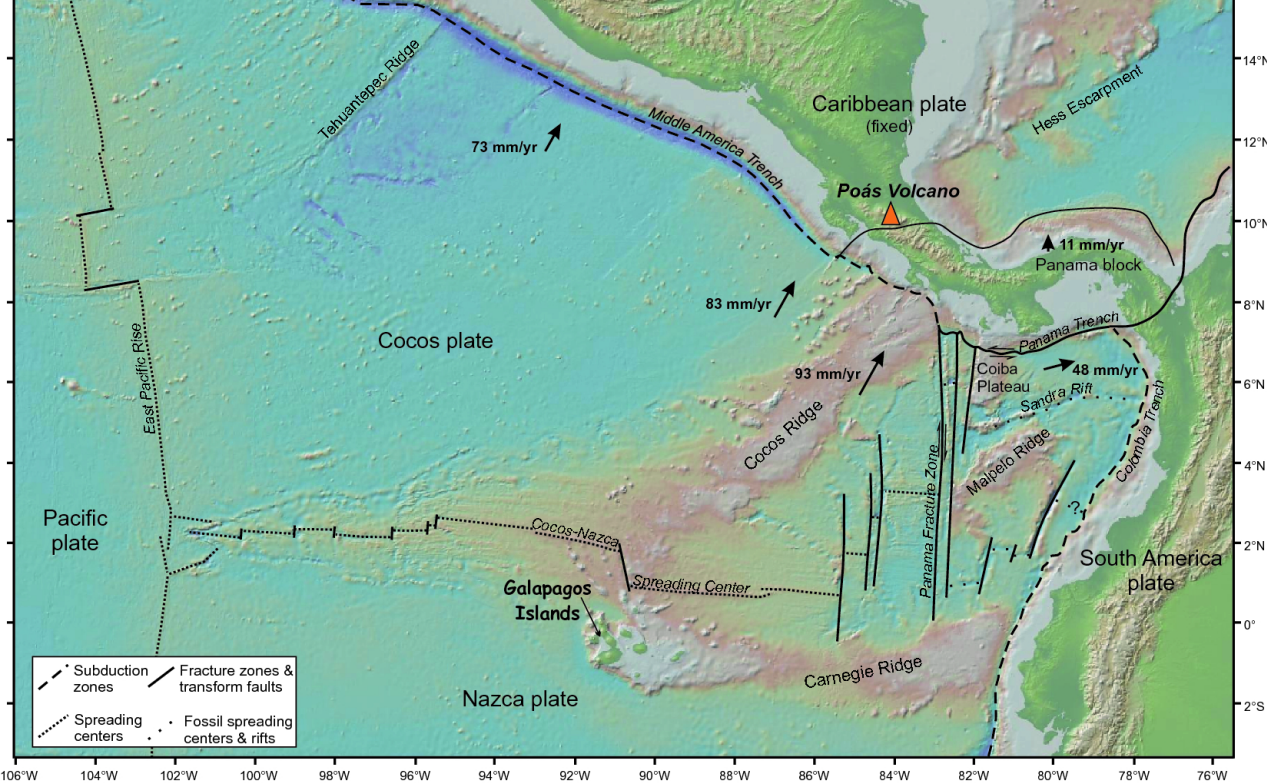 Tehuantepec Ridge
14°N
Hess Escarpment
Caribbean plate
(fixed)
Middle America Trench
73 mm/yr
12°N
Poás Volcano
10°N
11 mm/yr
Panama block
83 mm/yr
8°N
Cocos plate
Panama Trench
East Pacific Rise
93 mm/yr
Coiba
Plateau
48 mm/yr
6°N
Sandra Rift
Cocos Ridge
Colombia Trench
Malpelo Ridge
4°N
Panama Fracture Zone
?
Pacific
plate
Cocos-Nazca
2°N
South America
plate
Spreading Center
Galapagos
Islands
0°
Carnegie Ridge
Nazca plate
2°S
Subduction
zones
Fracture zones &
transform faults
Spreading
centers
Fossil spreading
centers & rifts
106°W
104°W
102°W
100°W
98°W
96°W
94°W
92°W
90°W
88°W
86°W
84°W
82°W
80°W
78°W
76°W